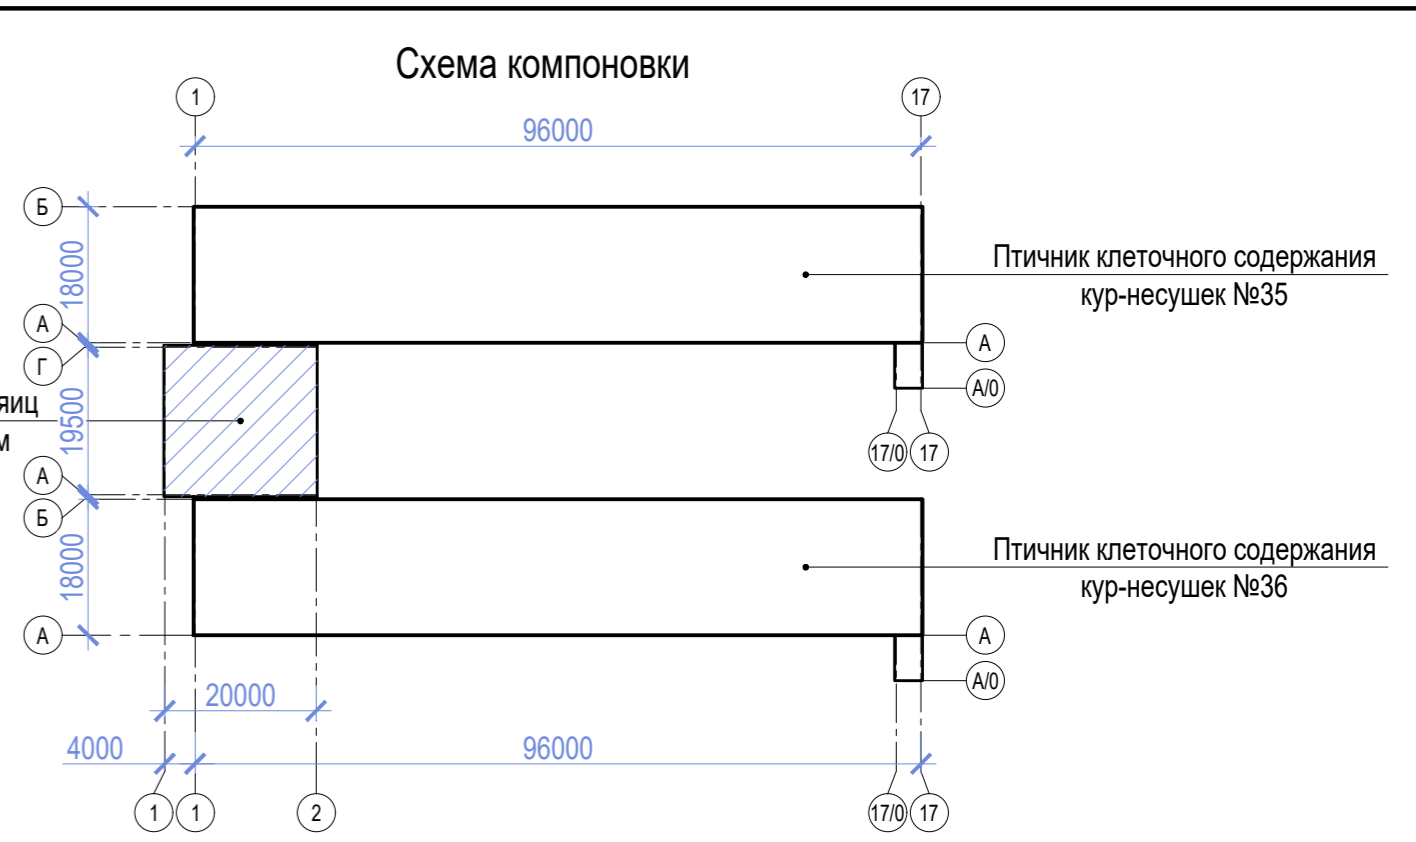 Схема компоновки
1
17
96000
Б
18000
Птичник клеточного содержания
кур-несушек №35
А
Г
А
А/0
яиц
19500
17/0
17
А
Б
18000
Птичник клеточного содержания
кур-несушек №36
А
А
А/0
20000
4000
96000
1
1
2
17/0
17